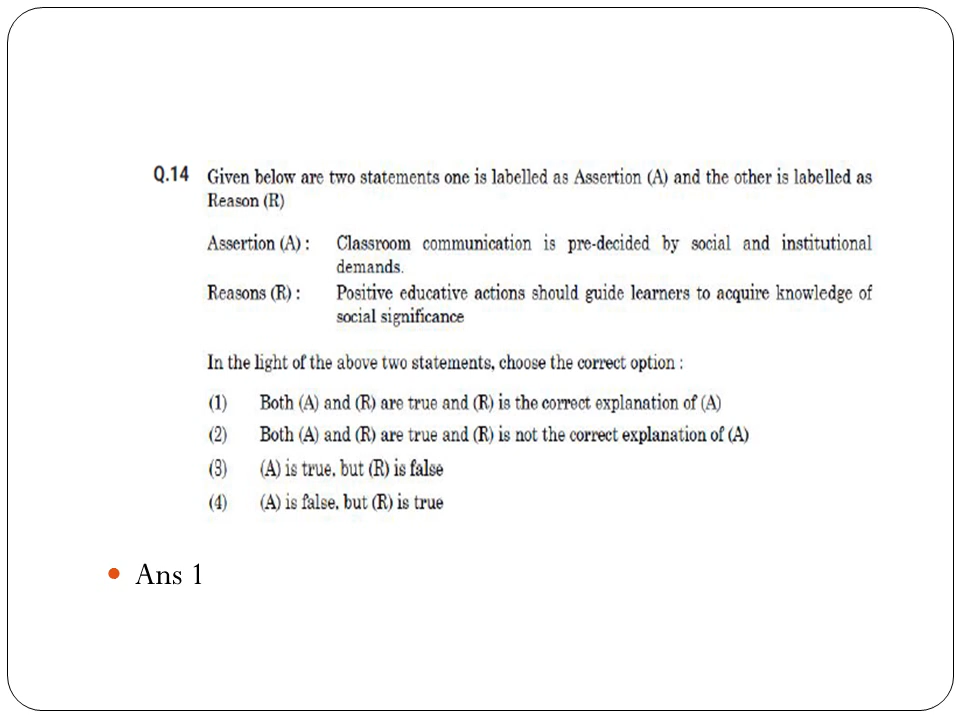 Q.14 Given below are two statements one is labelled as Assertion (A) and the other is labelled as
Reason (R)
Assertion (A) : Classroom communication is pre-decided by social and institutional
demands.
Reasons (R) : Positive educative actions should guide learners to acquire knowledge of
social significance
In the light of the above two statements, choose the correct option :
(1) Both (A) and (R) are true and (R) is the correct explanation of (A)
(2) Both (A) and (R) are true and (R) is not the correct explanation of (A)
(3) (A) is true, but (R) is false
(4) (A) is false, but (R) is true
• Ans 1